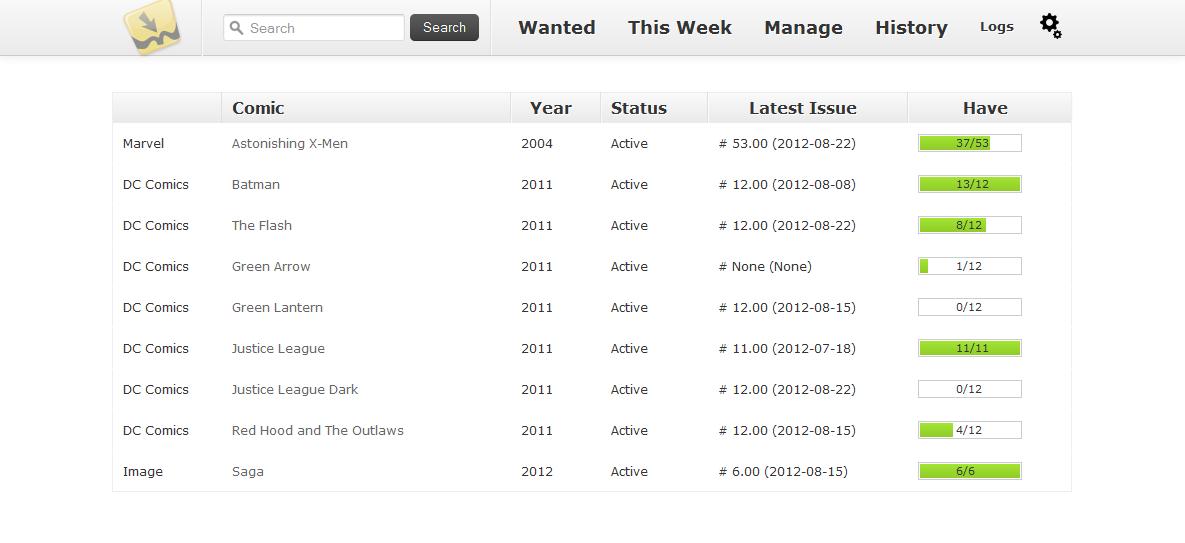 Search Search Wanted This Week Manage History Logs
Comic Year Status Latest Issue Have
Marvel Astonishing X-Men 2004 Active # 53.00 (2012-08-22) 37/53
DC Comics Batman 2011 Active # 12.00 (2012-08-08) 13/12
DC Comics The Flash 2011 Active # 12.00 (2012-08-22) 8/12
DC Comics Green Arrow 2011 Active # None (None) 1/12
DC Comics Green Lantern 2011 Active # 12.00 (2012-08-15) 0/12
DC Comics Justice League 2011 Active # 11.00 (2012-07-18) 11/11
DC Comics Justice League Dark 2011 Active # 12.00 (2012-08-22) 0/12
DC Comics Red Hood and The Outlaws 2011 Active # 12.00 (2012-08-15) 4/12
Image Saga 2012 Active # 6.00 (2012-08-15) 6/6